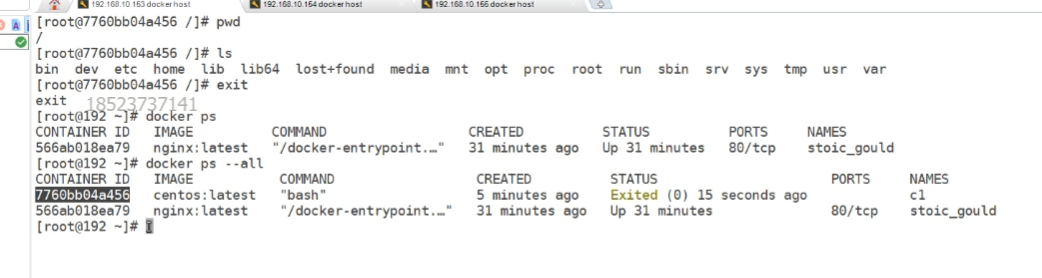 192.168.10.153 docker host 192.168.10.154 docker host 192.168.10.155 docker host
[root@7760bb04a456 /]# pwd
/
[root@7760bb04a456 /]# ls
bin dev etc home lib lib64 lost+found media mnt opt proc root run sbin srv sys tmp usr var
[root@7760bb04a456 /]# exit
exit
18523737141
[root@192 ~]# docker ps
CONTAINER ID IMAGE COMMAND CREATED STATUS PORTS NAMES
566ab018ea79 nginx:latest "/docker-entrypoint.…" 31 minutes ago Up 31 minutes 80/tcp stoic_gould
[root@192 ~]# docker ps --all
CONTAINER ID IMAGE COMMAND CREATED STATUS PORTS NAMES
7760bb04a456 centos:latest "bash" 5 minutes ago Exited (0) 15 seconds ago c1
566ab018ea79 nginx:latest "/docker-entrypoint.…" 31 minutes ago Up 31 minutes 80/tcp stoic_gould
[root@192 ~]#